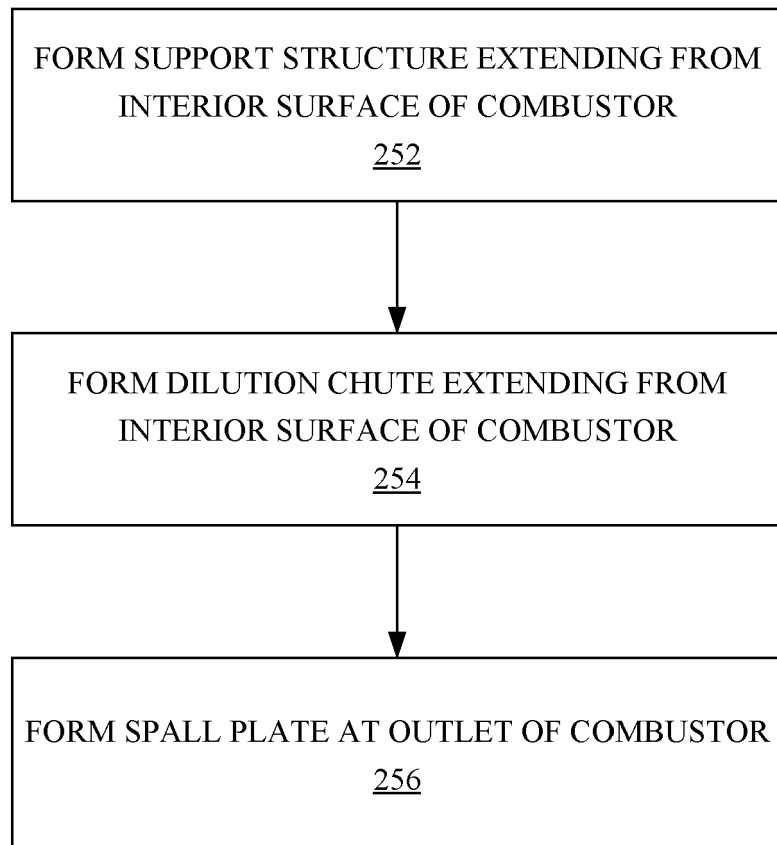 FORM SUPPORT STRUCTURE EXTENDING FROM
INTERIOR SURFACE OF COMBUSTOR
252
FORM DILUTION CHUTE EXTENDING FROM
INTERIOR SURFACE OF COMBUSTOR
254
FORM SPALL PLATE AT OUTLET OF COMBUSTOR
256